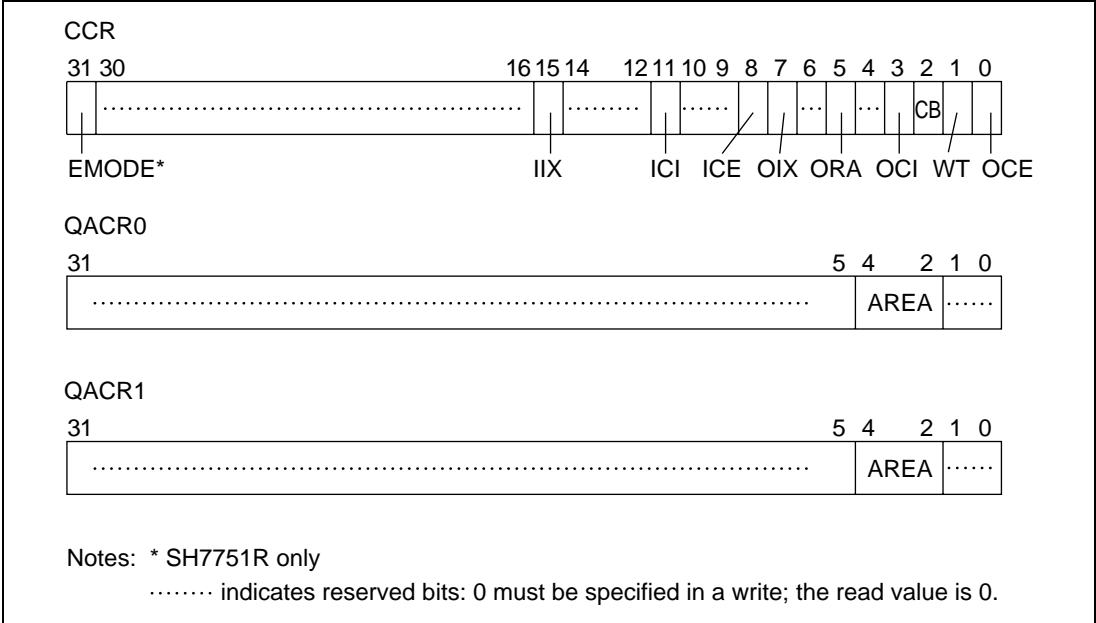 CCR
31 30 16 15 14 12 11 10 9 8 7 6 5 4 3 2 1 0
CB
EMODE* IIX ICI ICE OIX ORA OCI WT OCE
QACR0
31 5 4 2 1 0
AREA
QACR1
31 5 4 2 1 0
AREA
Notes: * SH7751R only
········ indicates reserved bits: 0 must be specified in a write; the read value is 0.